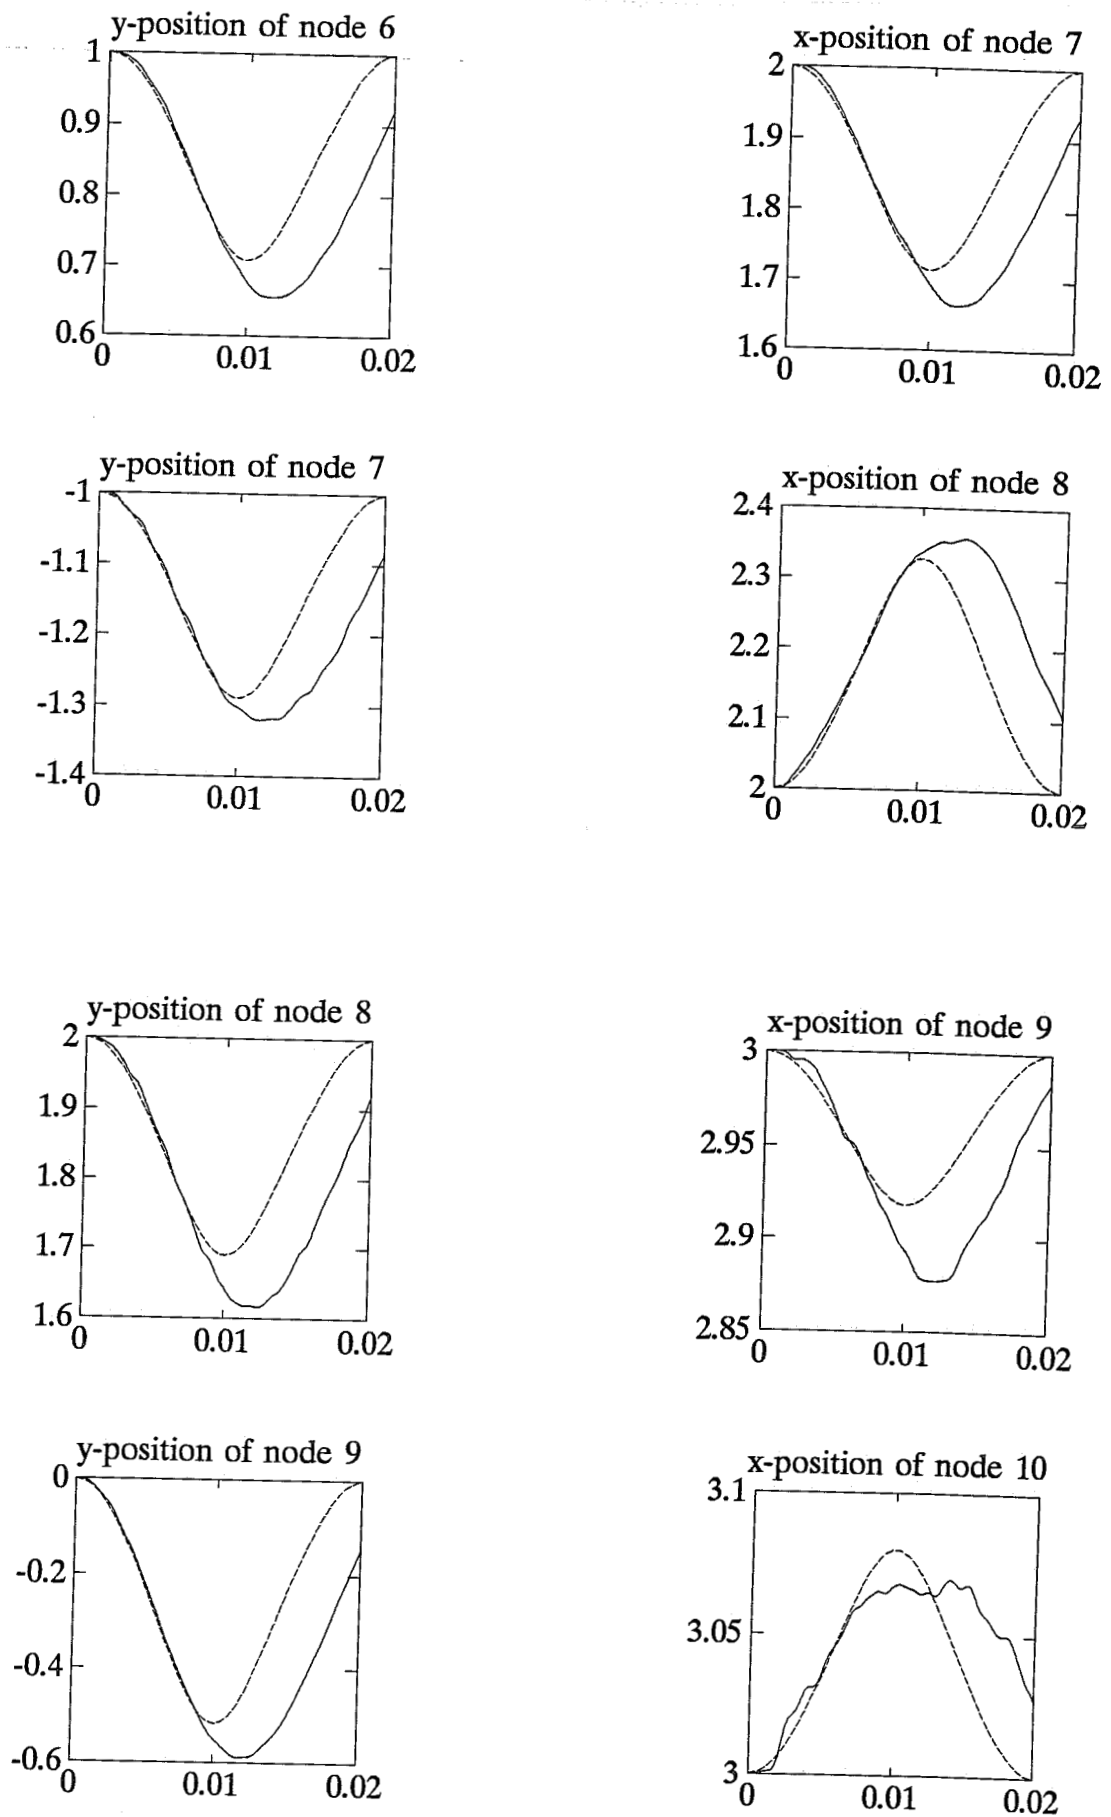 y-position of node 6
1
0.9
0.8
0.7
0.6
0 0.01 0.02
x-position of node 7
2
1.9
1.8
1.7
1.6
0 0.01 0.02
y-position of node 7
-1
-1.1
-1.2
-1.3
-1.4
0 0.01 0.02
x-position of node 8
2.4
2.3
2.2
2.1
2
0 0.01 0.02
y-position of node 8
2
1.9
1.8
1.7
1.6
0 0.01 0.02
x-position of node 9
3
2.95
2.9
2.85
0 0.01 0.02
y-position of node 9
0
-0.2
-0.4
-0.6
0 0.01 0.02
x-position of node 10
3.1
3.05
3
0 0.01 0.02